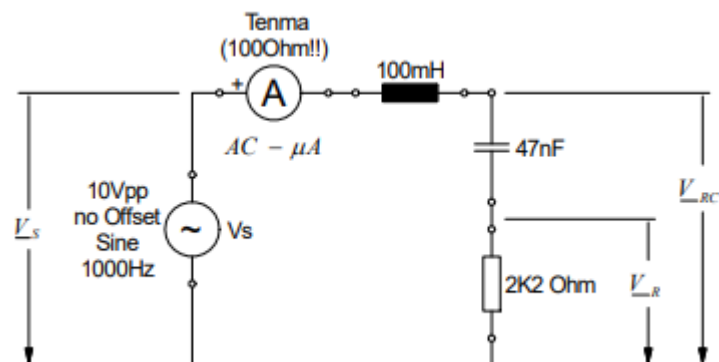 Tenma
(100Ohm!!)
100mH
+
A
AC - μA
47nF
10Vpp
no Offset
Sine
1000Hz
V_S
~
Vs
V_RC
2K2 Ohm
V_R